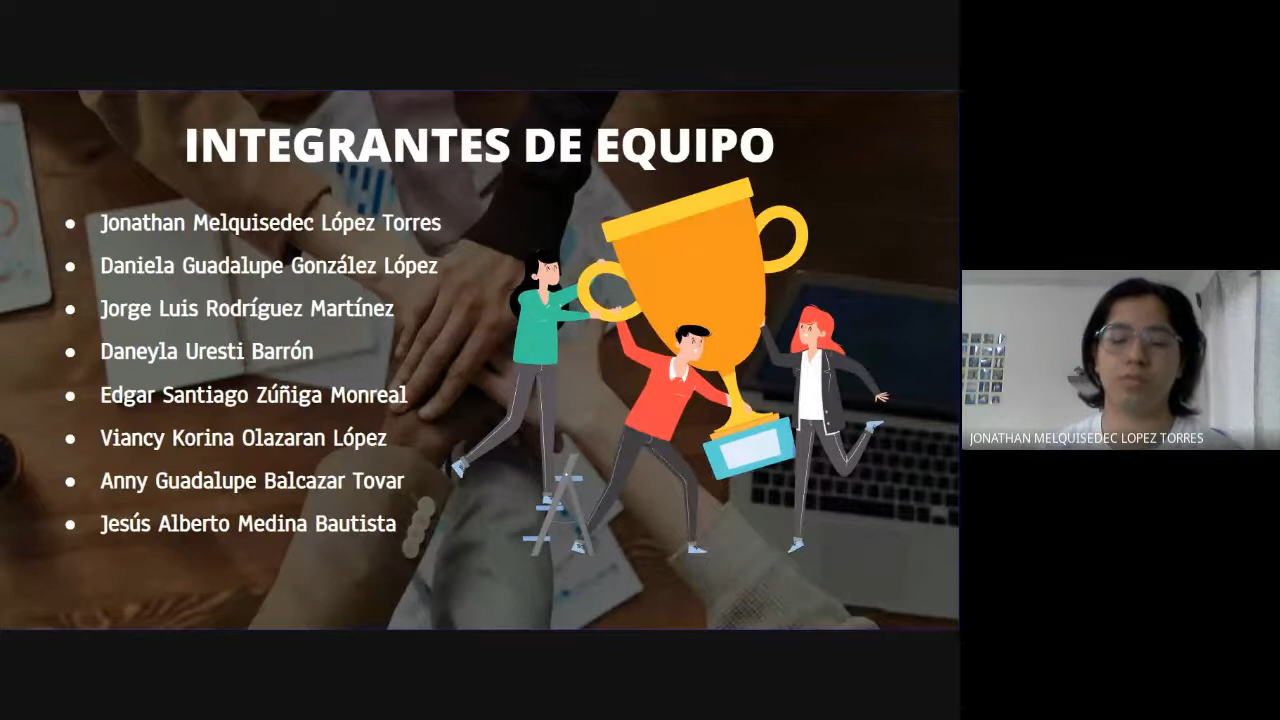 INTEGRANTES DE EQUIPO
Jonathan Melquisedec López Torres
Daniela Guadalupe González López
Jorge Luis Rodríguez Martínez
Daneyla Uresti Barrón
Edgar Santiago Zúñiga Monreal
Viancy Korina Olazaran López
Anny Guadalupe Balcazar Tovar
Jesús Alberto Medina Bautista
JONATHAN MELQUISEDEC LOPEZ TORRES